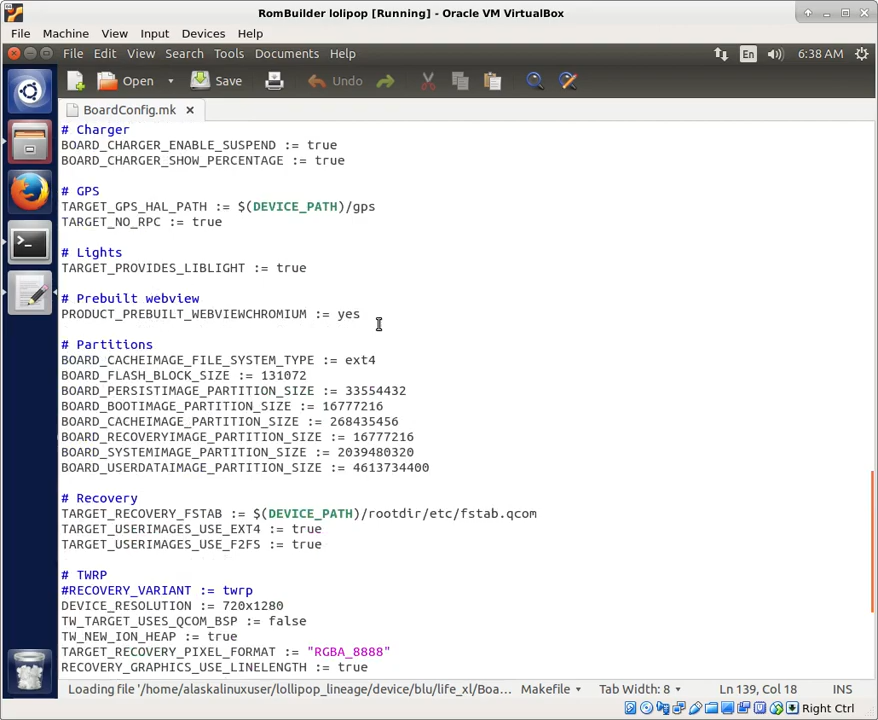 RomBuilder lolipop [Running] - Oracle VM VirtualBox
File Machine View Input Devices Help
File Edit View Search Tools Documents Help
En 6:38 AM
Open Save Undo
BoardConfig.mk
# Charger
BOARD_CHARGER_ENABLE_SUSPEND := true
BOARD_CHARGER_SHOW_PERCENTAGE := true
# GPS
TARGET_GPS_HAL_PATH := $(DEVICE_PATH)/gps
TARGET_NO_RPC := true
# Lights
TARGET_PROVIDES_LIBLIGHT := true
# Prebuilt webview
PRODUCT_PREBUILT_WEBVIEWCHROMIUM := yes
# Partitions
BOARD_CACHEIMAGE_FILE_SYSTEM_TYPE := ext4
BOARD_FLASH_BLOCK_SIZE := 131072
BOARD_PERSISTIMAGE_PARTITION_SIZE := 33554432
BOARD_BOOTIMAGE_PARTITION_SIZE := 16777216
BOARD_CACHEIMAGE_PARTITION_SIZE := 268435456
BOARD_RECOVERYIMAGE_PARTITION_SIZE := 16777216
BOARD_SYSTEMIMAGE_PARTITION_SIZE := 2039480320
BOARD_USERDATAIMAGE_PARTITION_SIZE := 4613734400
# Recovery
TARGET_RECOVERY_FSTAB := $(DEVICE_PATH)/rootdir/etc/fstab.qcom
TARGET_USERIMAGES_USE_EXT4 := true
TARGET_USERIMAGES_USE_F2FS := true
# TWRP
#RECOVERY_VARIANT := twrp
DEVICE_RESOLUTION := 720x1280
TW_TARGET_USES_QCOM_BSP := false
TW_NEW_ION_HEAP := true
TARGET_RECOVERY_PIXEL_FORMAT := "RGBA_8888"
RECOVERY_GRAPHICS_USE_LINELENGTH := true
Loading file '/home/alaskalinuxuser/lollipop_lineage/device/blu/life_xl/Boa... Makefile Tab Width: 8 Ln 139, Col 18 INS
Right Ctrl